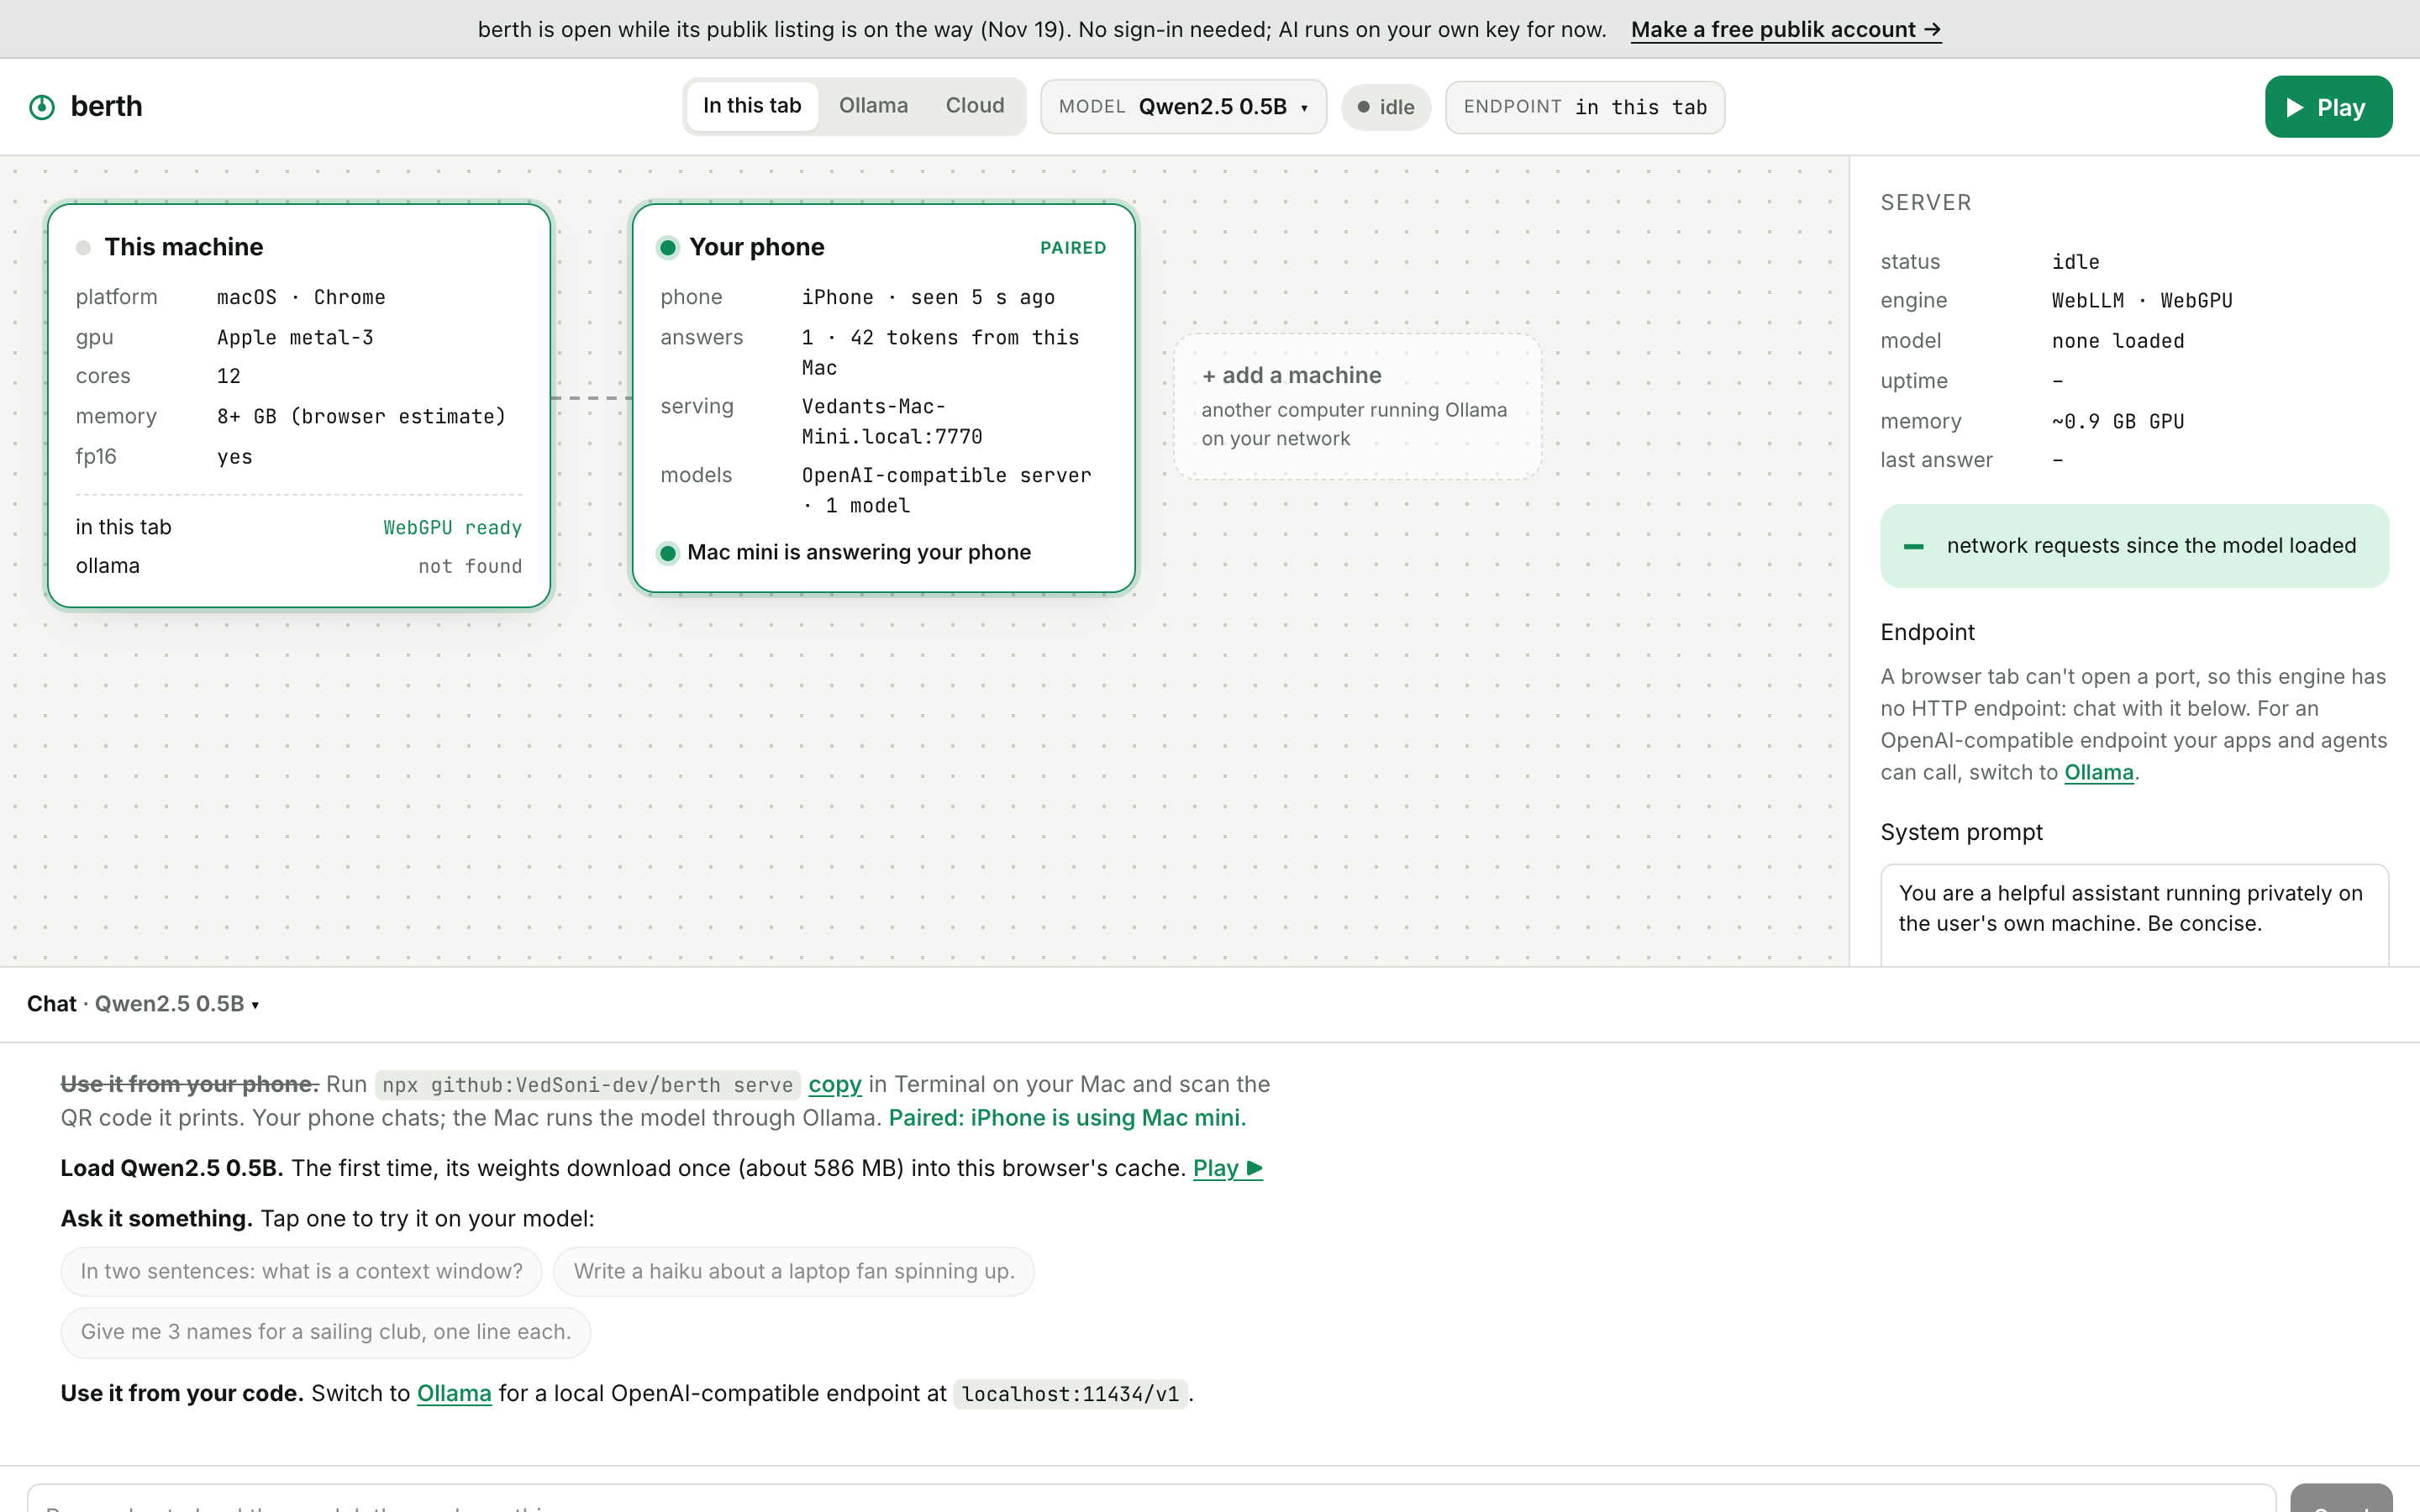 berth is open while its publik listing is on the way (Nov 19). No sign-in needed; AI runs on your own key for now. Make a free publik account →
berth
In this tab
Ollama
Cloud
MODEL Qwen2.5 0.5B ▾
idle
ENDPOINT in this tab
Play
This machine
platform macOS · Chrome
gpu Apple metal-3
cores 12
memory 8+ GB (browser estimate)
fp16 yes
in this tab WebGPU ready
ollama not found
Your phone PAIRED
phone iPhone · seen 5 s ago
answers 1 · 42 tokens from this
Mac
serving Vedants-Mac-
Mini.local:7770
models OpenAI-compatible server
· 1 model
Mac mini is answering your phone
+ add a machine
another computer running Ollama
on your network
SERVER
status idle
engine WebLLM · WebGPU
model none loaded
uptime –
memory ~0.9 GB GPU
last answer –
– network requests since the model loaded
Endpoint
A browser tab can't open a port, so this engine has
no HTTP endpoint: chat with it below. For an
OpenAI-compatible endpoint your apps and agents
can call, switch to Ollama.
System prompt
You are a helpful assistant running privately on
the user's own machine. Be concise.
Chat · Qwen2.5 0.5B ▾
Use it from your phone. Run npx github:VedSoni-dev/berth serve copy in Terminal on your Mac and scan the
QR code it prints. Your phone chats; the Mac runs the model through Ollama. Paired: iPhone is using Mac mini.
Load Qwen2.5 0.5B. The first time, its weights download once (about 586 MB) into this browser's cache. Play ▶
Ask it something. Tap one to try it on your model:
In two sentences: what is a context window?
Write a haiku about a laptop fan spinning up.
Give me 3 names for a sailing club, one line each.
Use it from your code. Switch to Ollama for a local OpenAI-compatible endpoint at localhost:11434/v1.